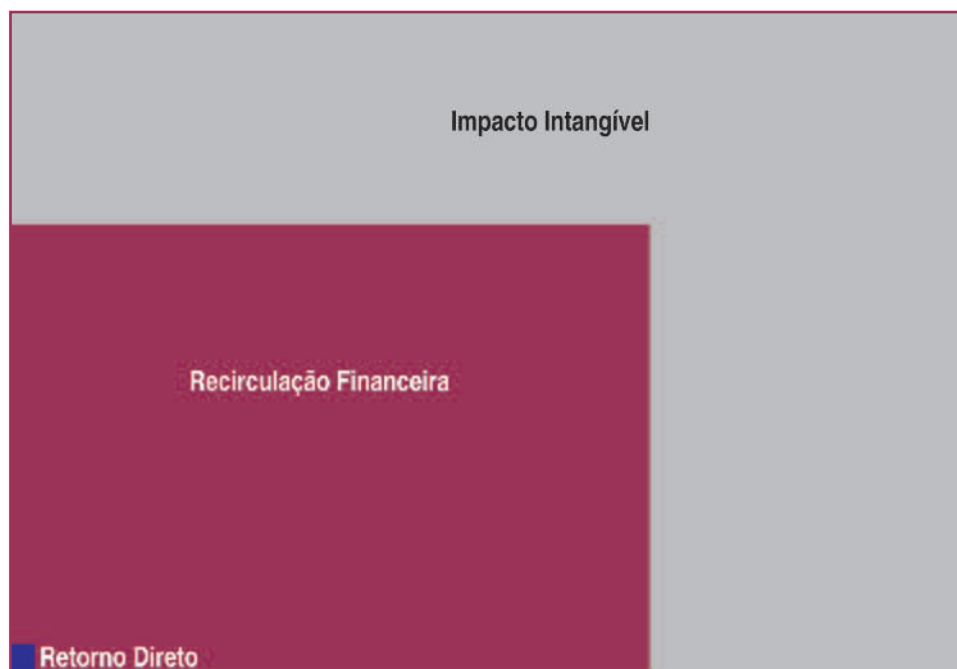 Impacto Intangível
Recirculação Financeira
Retorno Direto